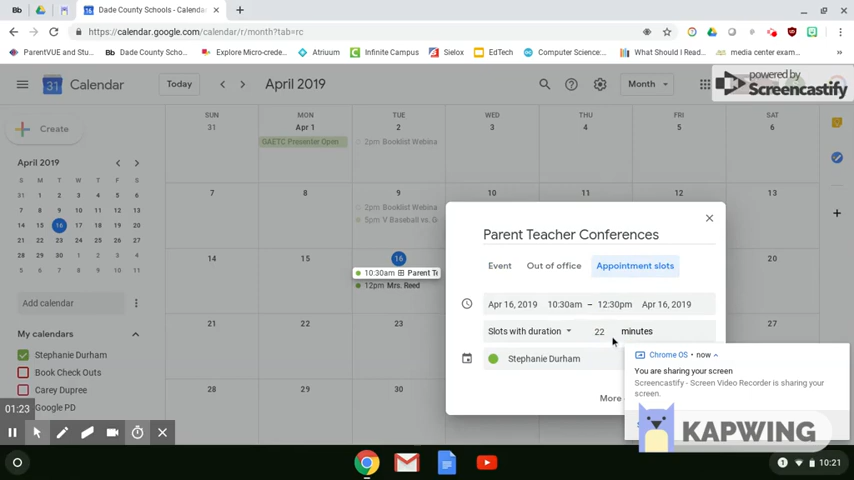 Bb
Dade County Schools - Calenda
https://calendar.google.com/calendar/r/month?tab=rc
ParentVUE and Stu
Bb Dade County Scho
Explore Micro-crede
Atriuum
Infinite Campus
Sielox
EdTech
Computer Science:
What Should I Read
media center exam
powered by
Screencastify
31 Calendar
Today
April 2019
Month
Create
SUN MON TUE WED THU FRI SAT
31 Apr 1 2 3 4 5 6
GAETC Presenter Open
2pm Booklist Webina
April 2019
S M T W T F S
31 1 2 3 4 5 6
7 8 9 10 11 12 13
14 15 16 17 18 19 20
21 22 23 24 25 26 27
28 29 30 1 2 3 4
5 6 7 8 9 10 11
7 8 9 10 11 12 13
2pm Booklist Webina
5pm V Baseball vs. G
14 15 16 20
10:30am Parent Te
12pm Mrs. Reed
21 22 23 27
28 29 30
Add calendar
My calendars
Stephanie Durham
Book Check Outs
Carey Dupree
Google PD
01:23
Parent Teacher Conferences
Event
Out of office
Appointment slots
Apr 16, 2019 10:30am – 12:30pm Apr 16, 2019
Slots with duration 22 minutes
Stephanie Durham
More
Chrome OS • now
You are sharing your screen
Screencastify - Screen Video Recorder is sharing your
screen.
KAPWING
1 10:21